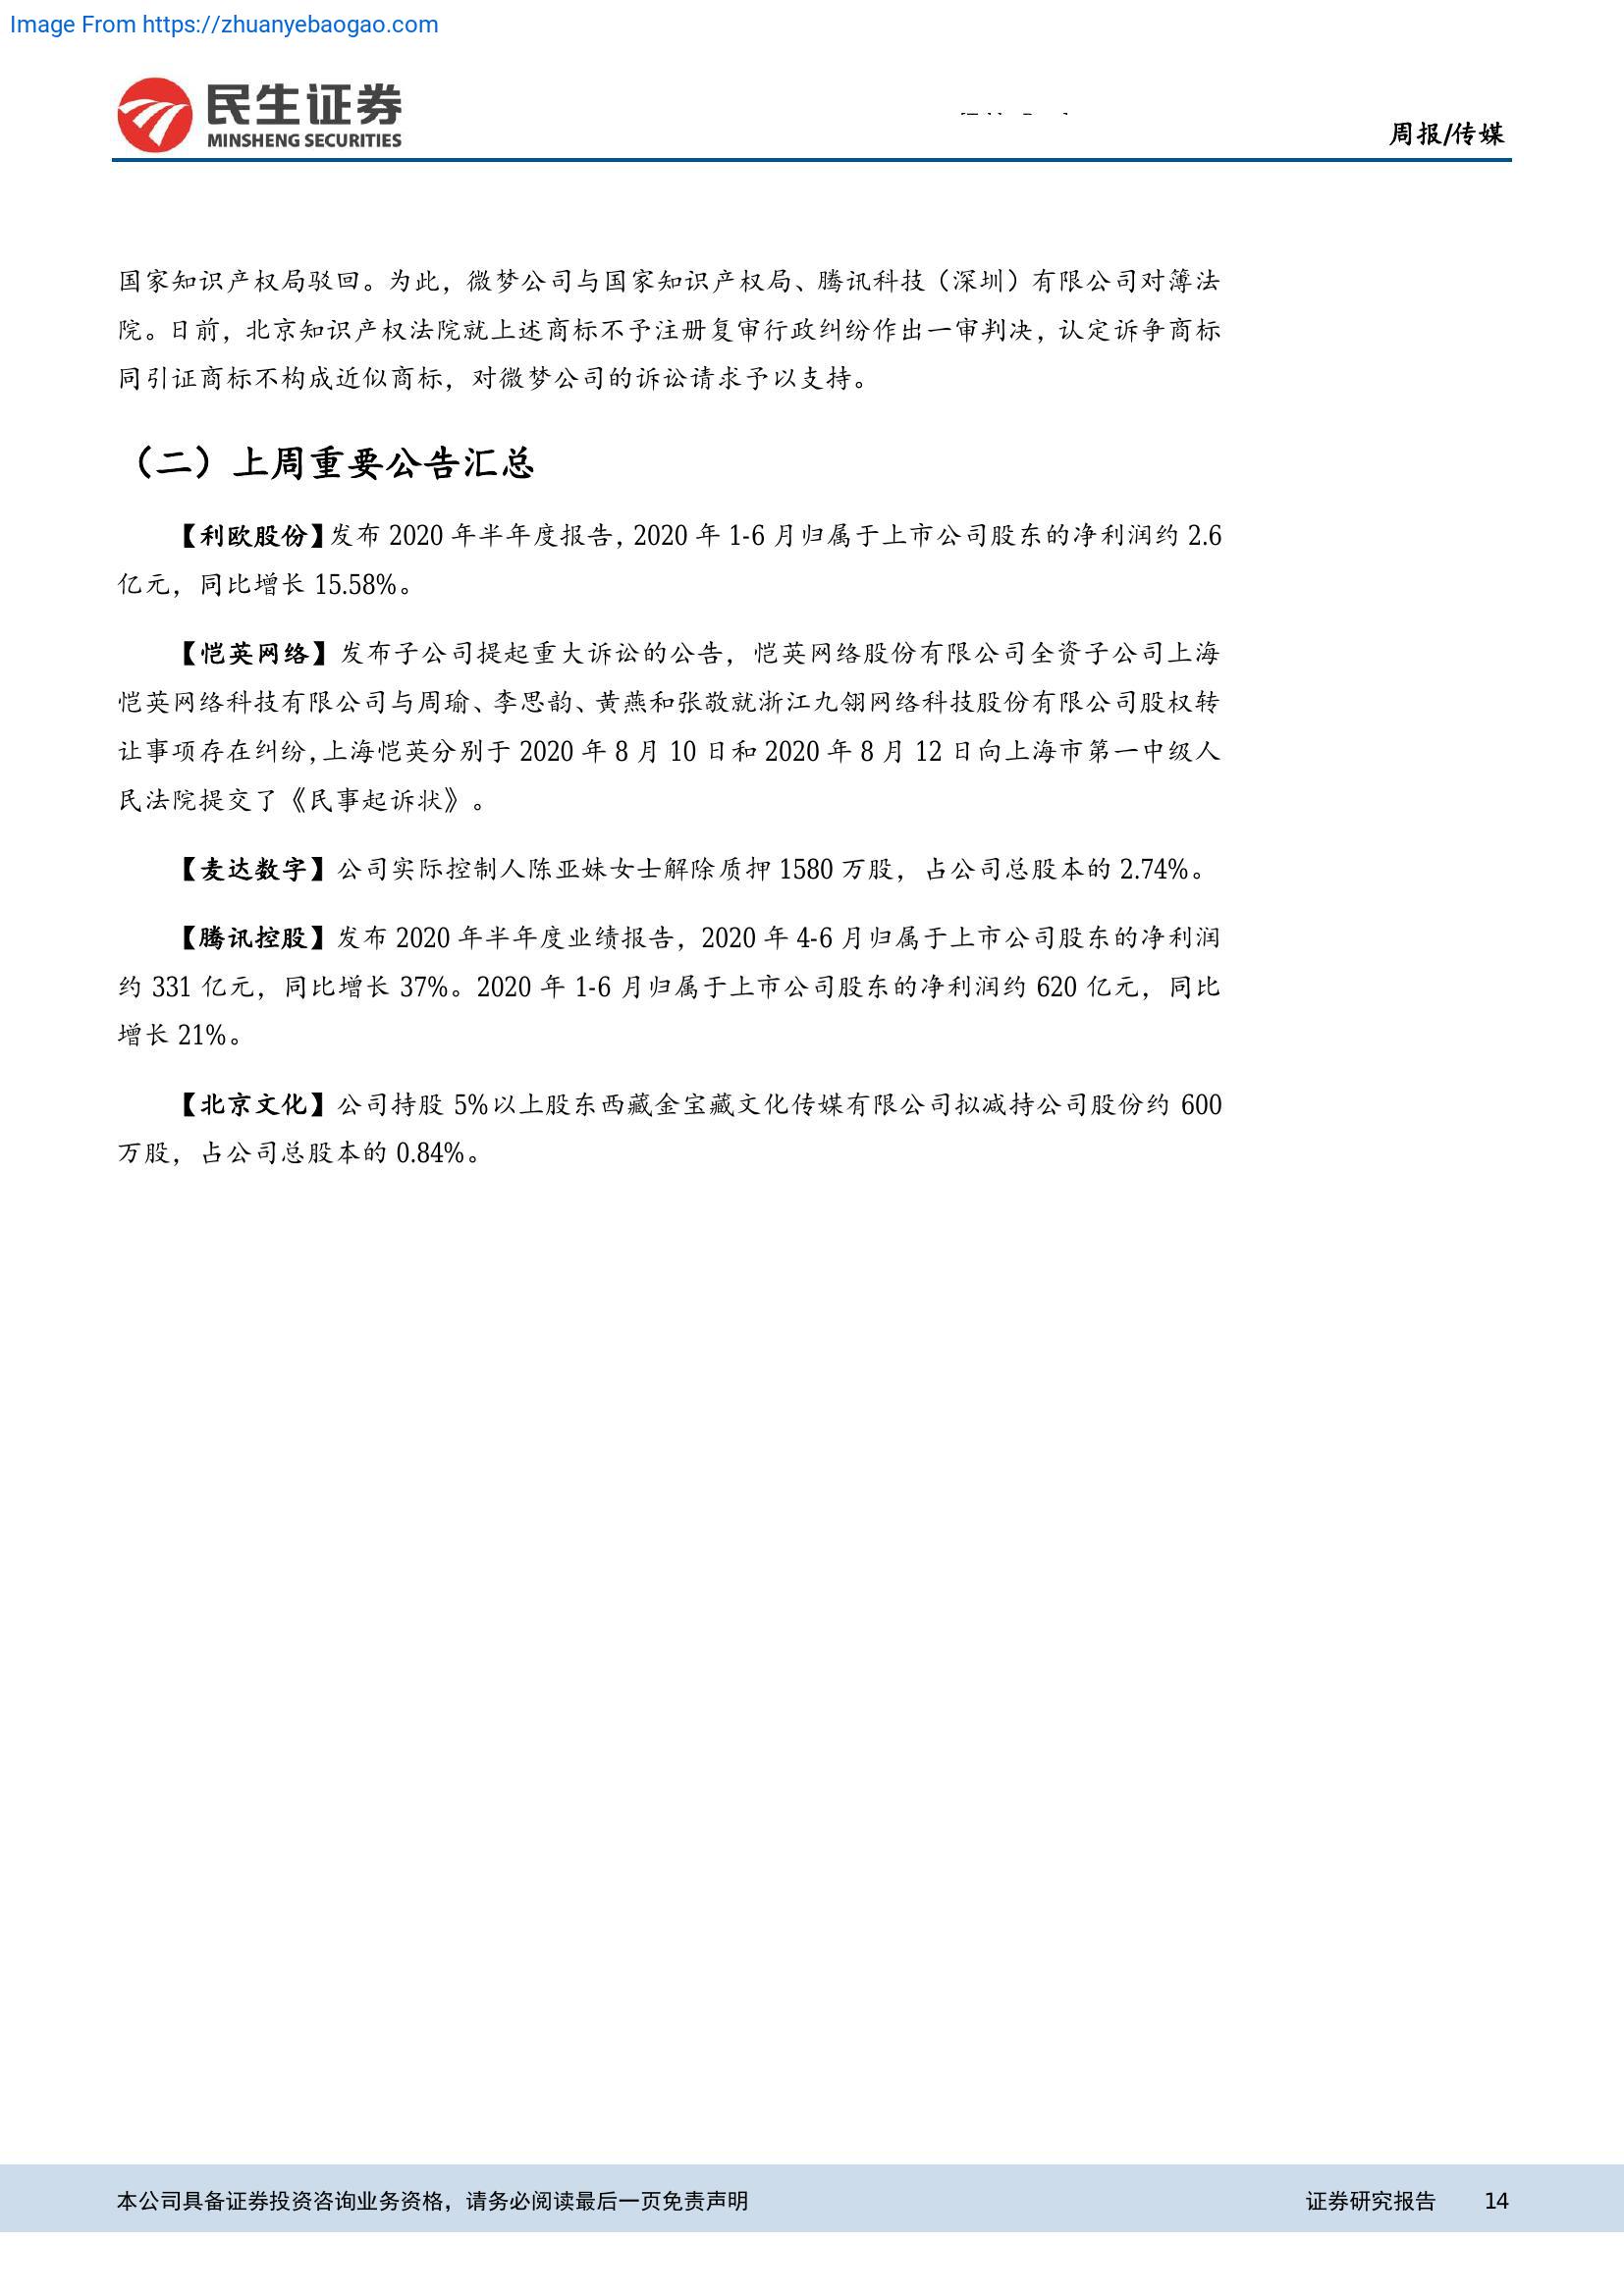 Image From https://zhuanyebaogao.com
民生证券
MINSHENG SECURITIES
周报/传媒
国家知识产权局驳回。为此，微梦公司与国家知识产权局、腾讯科技（深圳）有限公司对簿法
院。日前，北京知识产权法院就上述商标不予注册复审行政纠纷作出一审判决，认定诉争商标
同引证商标不构成近似商标，对微梦公司的诉讼请求予以支持。
（二）上周重要公告汇总
【利欧股份】发布 2020 年半年度报告，2020 年 1-6 月归属于上市公司股东的净利润约 2.6
亿元，同比增长 15.58%。
【恺英网络】发布子公司提起重大诉讼的公告，恺英网络股份有限公司全资子公司上海
恺英网络科技有限公司与周瑜、李思韵、黄燕和张敬就浙江九翎网络科技股份有限公司股权转
让事项存在纠纷，上海恺英分别于 2020 年 8 月 10 日和 2020 年 8 月 12 日向上海市第一中级人
民法院提交了《民事起诉状》。
【麦达数字】公司实际控制人陈亚妹女士解除质押 1580 万股，占公司总股本的 2.74%。
【腾讯控股】发布 2020 年半年度业绩报告，2020 年 4-6 月归属于上市公司股东的净利润
约 331 亿元，同比增长 37%。2020 年 1-6 月归属于上市公司股东的净利润约 620 亿元，同比
增长 21%。
【北京文化】公司持股 5%以上股东西藏金宝藏文化传媒有限公司拟减持公司股份约 600
万股，占公司总股本的 0.84%。
本公司具备证券投资咨询业务资格，请务必阅读最后一页免责声明
证券研究报告 14